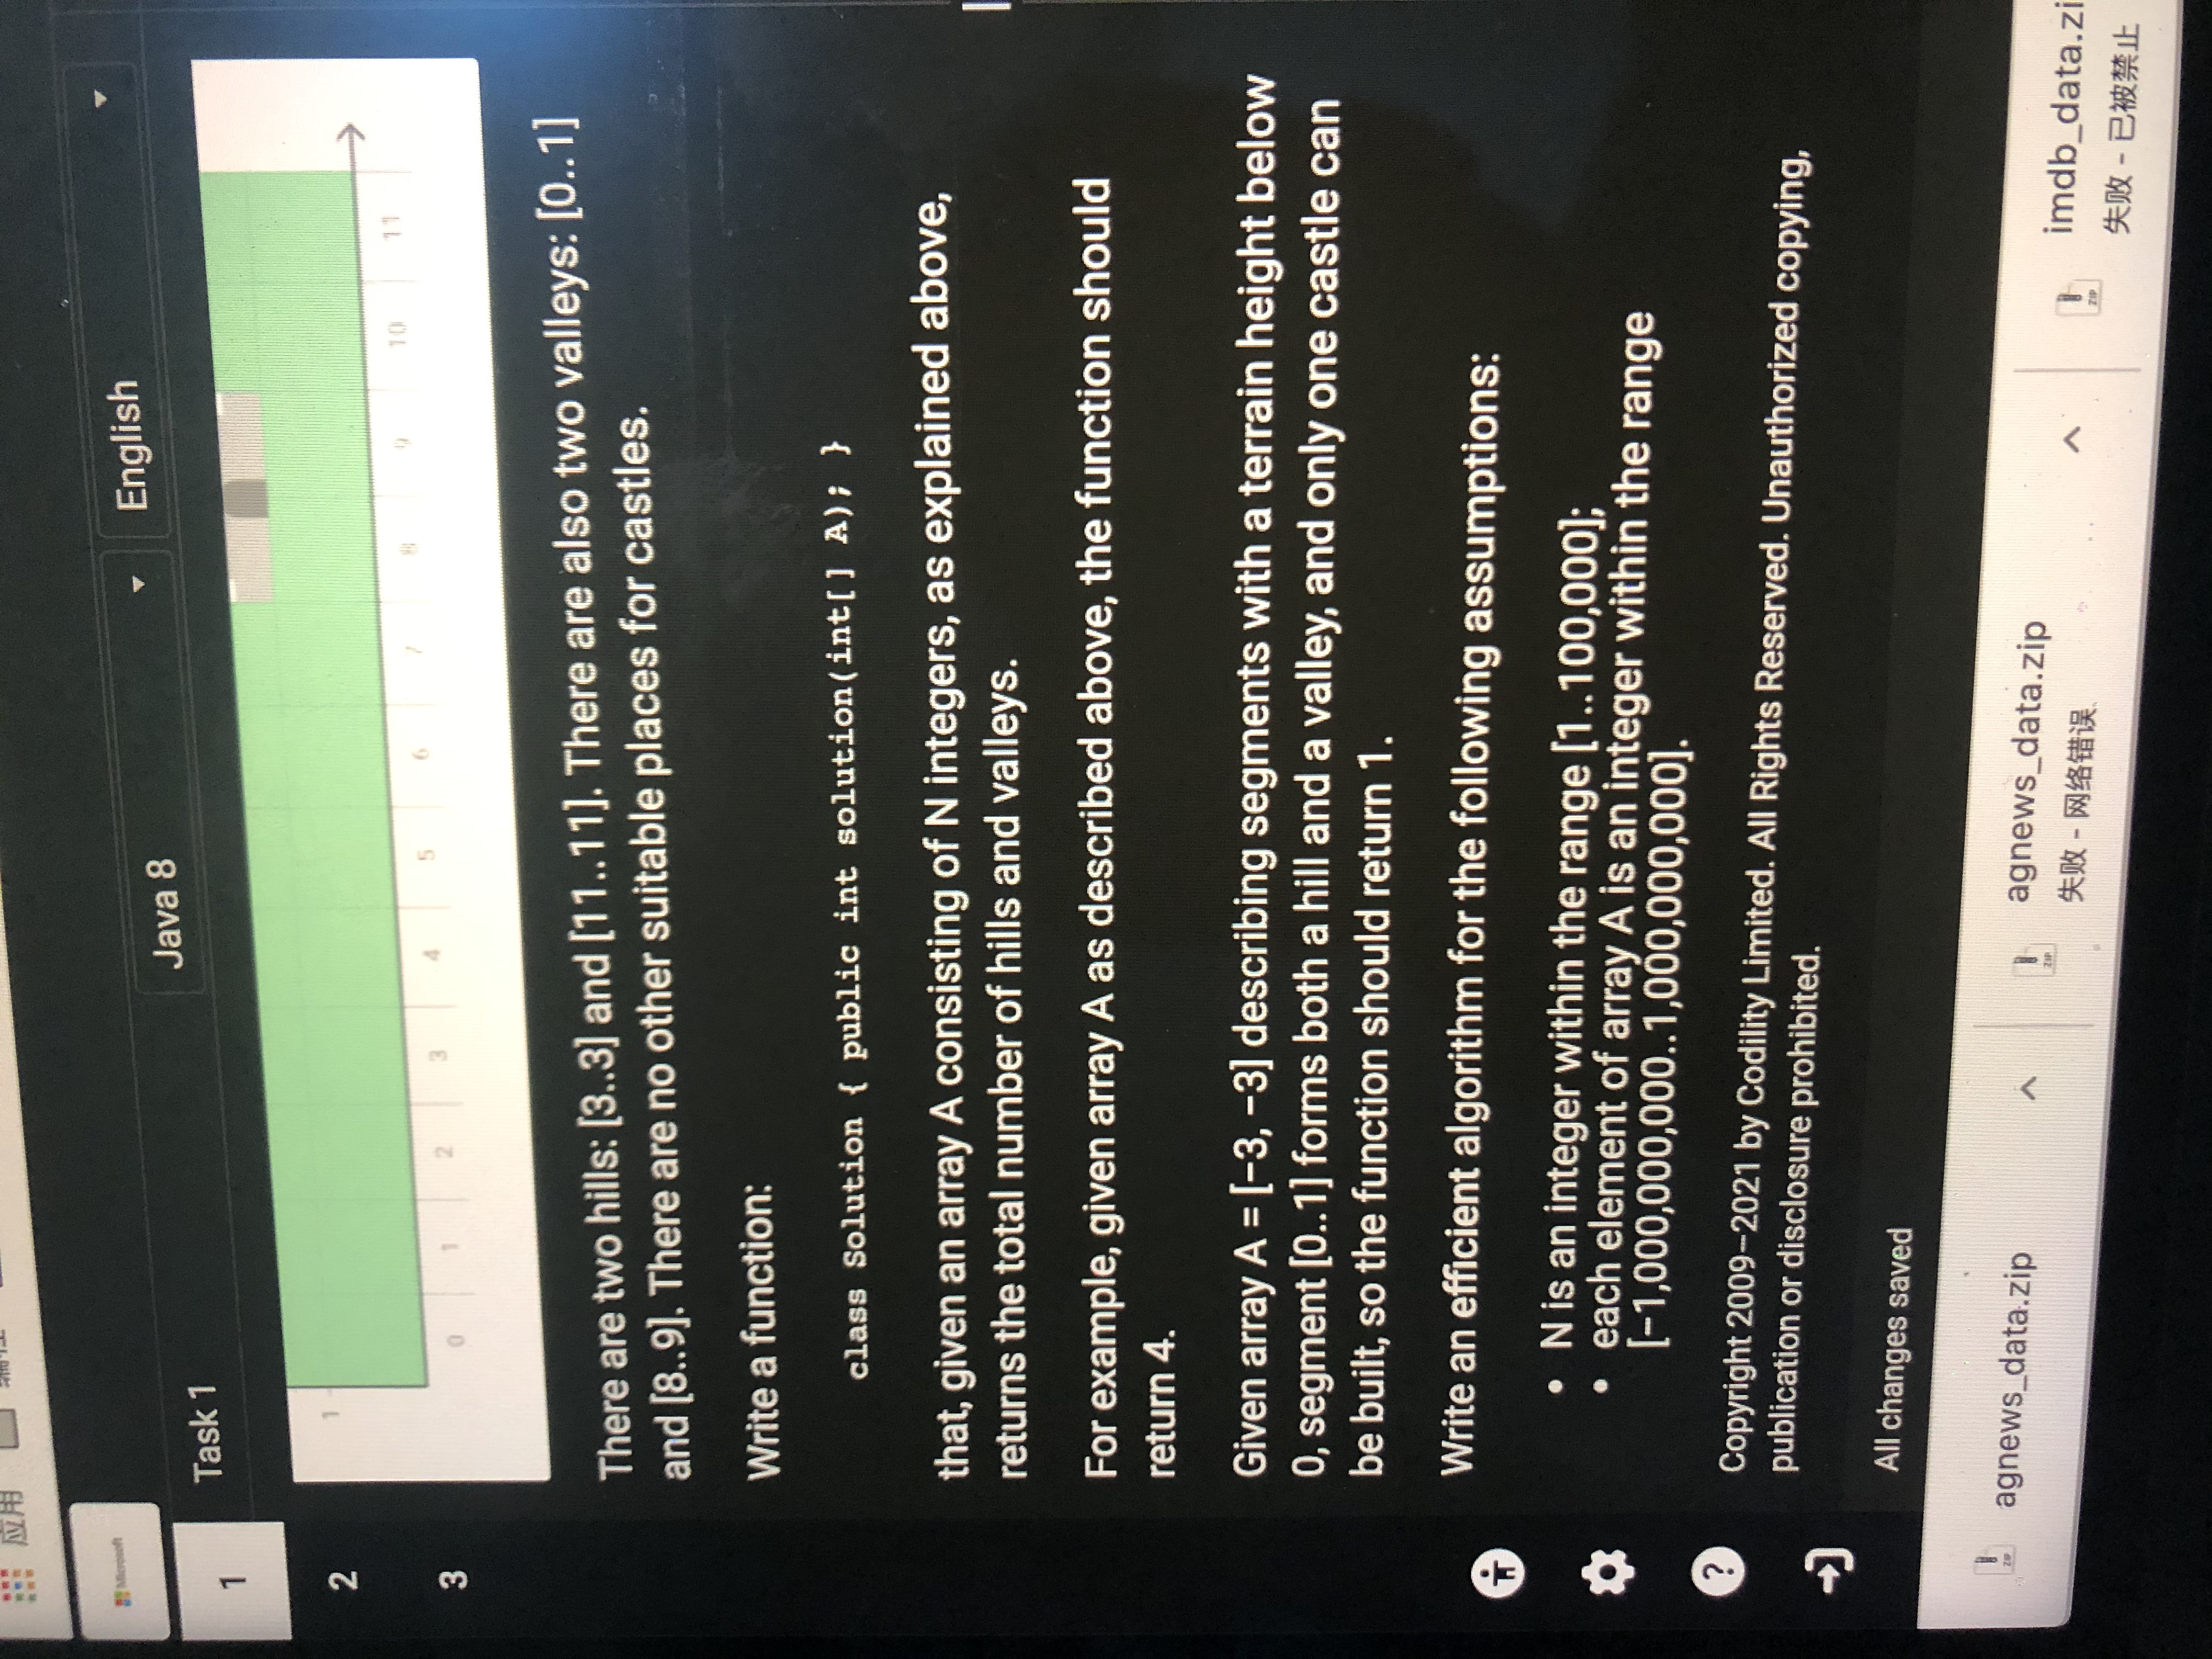 应用
Microsoft
Task 1
Java 8
English
1
2
3
1
0 1 2 3 4 5 6 7 8 9 10 11
There are two hills: [3..3] and [11..11]. There are also two valleys: [0..1]
and [8..9]. There are no other suitable places for castles.
Write a function:
class Solution { public int solution(int[] A); }
that, given an array A consisting of N integers, as explained above,
returns the total number of hills and valleys.
For example, given array A as described above, the function should
return 4.
Given array A = [−3, −3] describing segments with a terrain height below
0, segment [0..1] forms both a hill and a valley, and only one castle can
be built, so the function should return 1.
Write an efficient algorithm for the following assumptions:
• N is an integer within the range [1..100,000];
• each element of array A is an integer within the range
[−1,000,000,000..1,000,000,000].
Copyright 2009–2021 by Codility Limited. All Rights Reserved. Unauthorized copying,
publication or disclosure prohibited.
?
All changes saved
ZIP
agnews_data.zip
ZIP
agnews_data.zip
失败 - 网络错误
ZIP
imdb_data.zi
失败 - 已被禁止